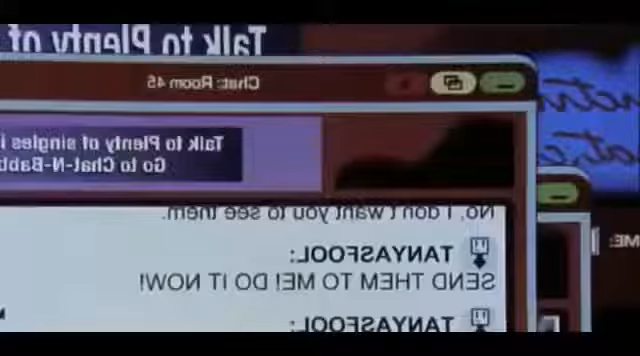 Talk to Plenty of
Chat: Room 45
Talk to Plenty of singles
Go to Chat-N-
No, I don't want you to see them.
TANYASFOOL:
SEND THEM TO ME! DO IT NOW!
TANYASFOOL: